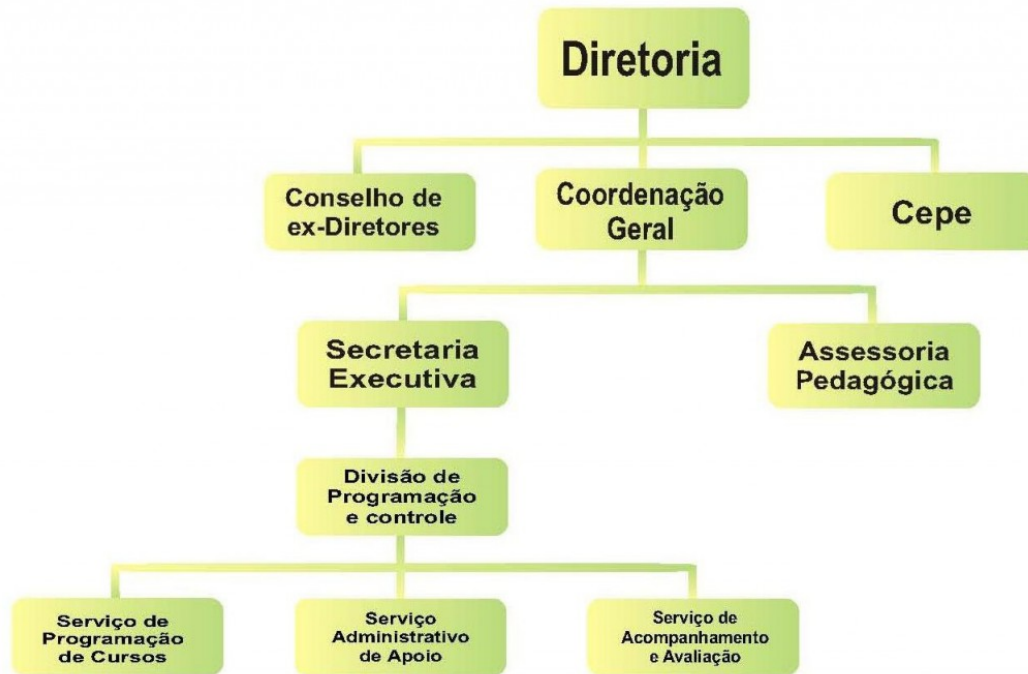 Diretoria
Conselho de
ex-Diretores
Coordenação
Geral
Cepe
Secretaria
Executiva
Assessoria
Pedagógica
Divisão de
Programação
e controle
Serviço de
Programação
de Cursos
Serviço
Administrativo
de Apoio
Serviço de
Acompanhamento
e Avaliação